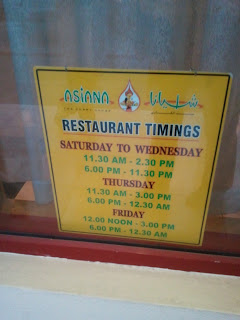 ASiANA
RESTAURANT TIMINGS
SATURDAY TO WEDNESDAY
11.30 AM - 2.30 PM
6.00 PM - 11.30 PM
THURSDAY
11.30 AM - 3.00 PM
6.00 PM - 12.30 AM
FRIDAY
12.00 NOON - 3.00 PM
6.00 PM - 12.30 AM